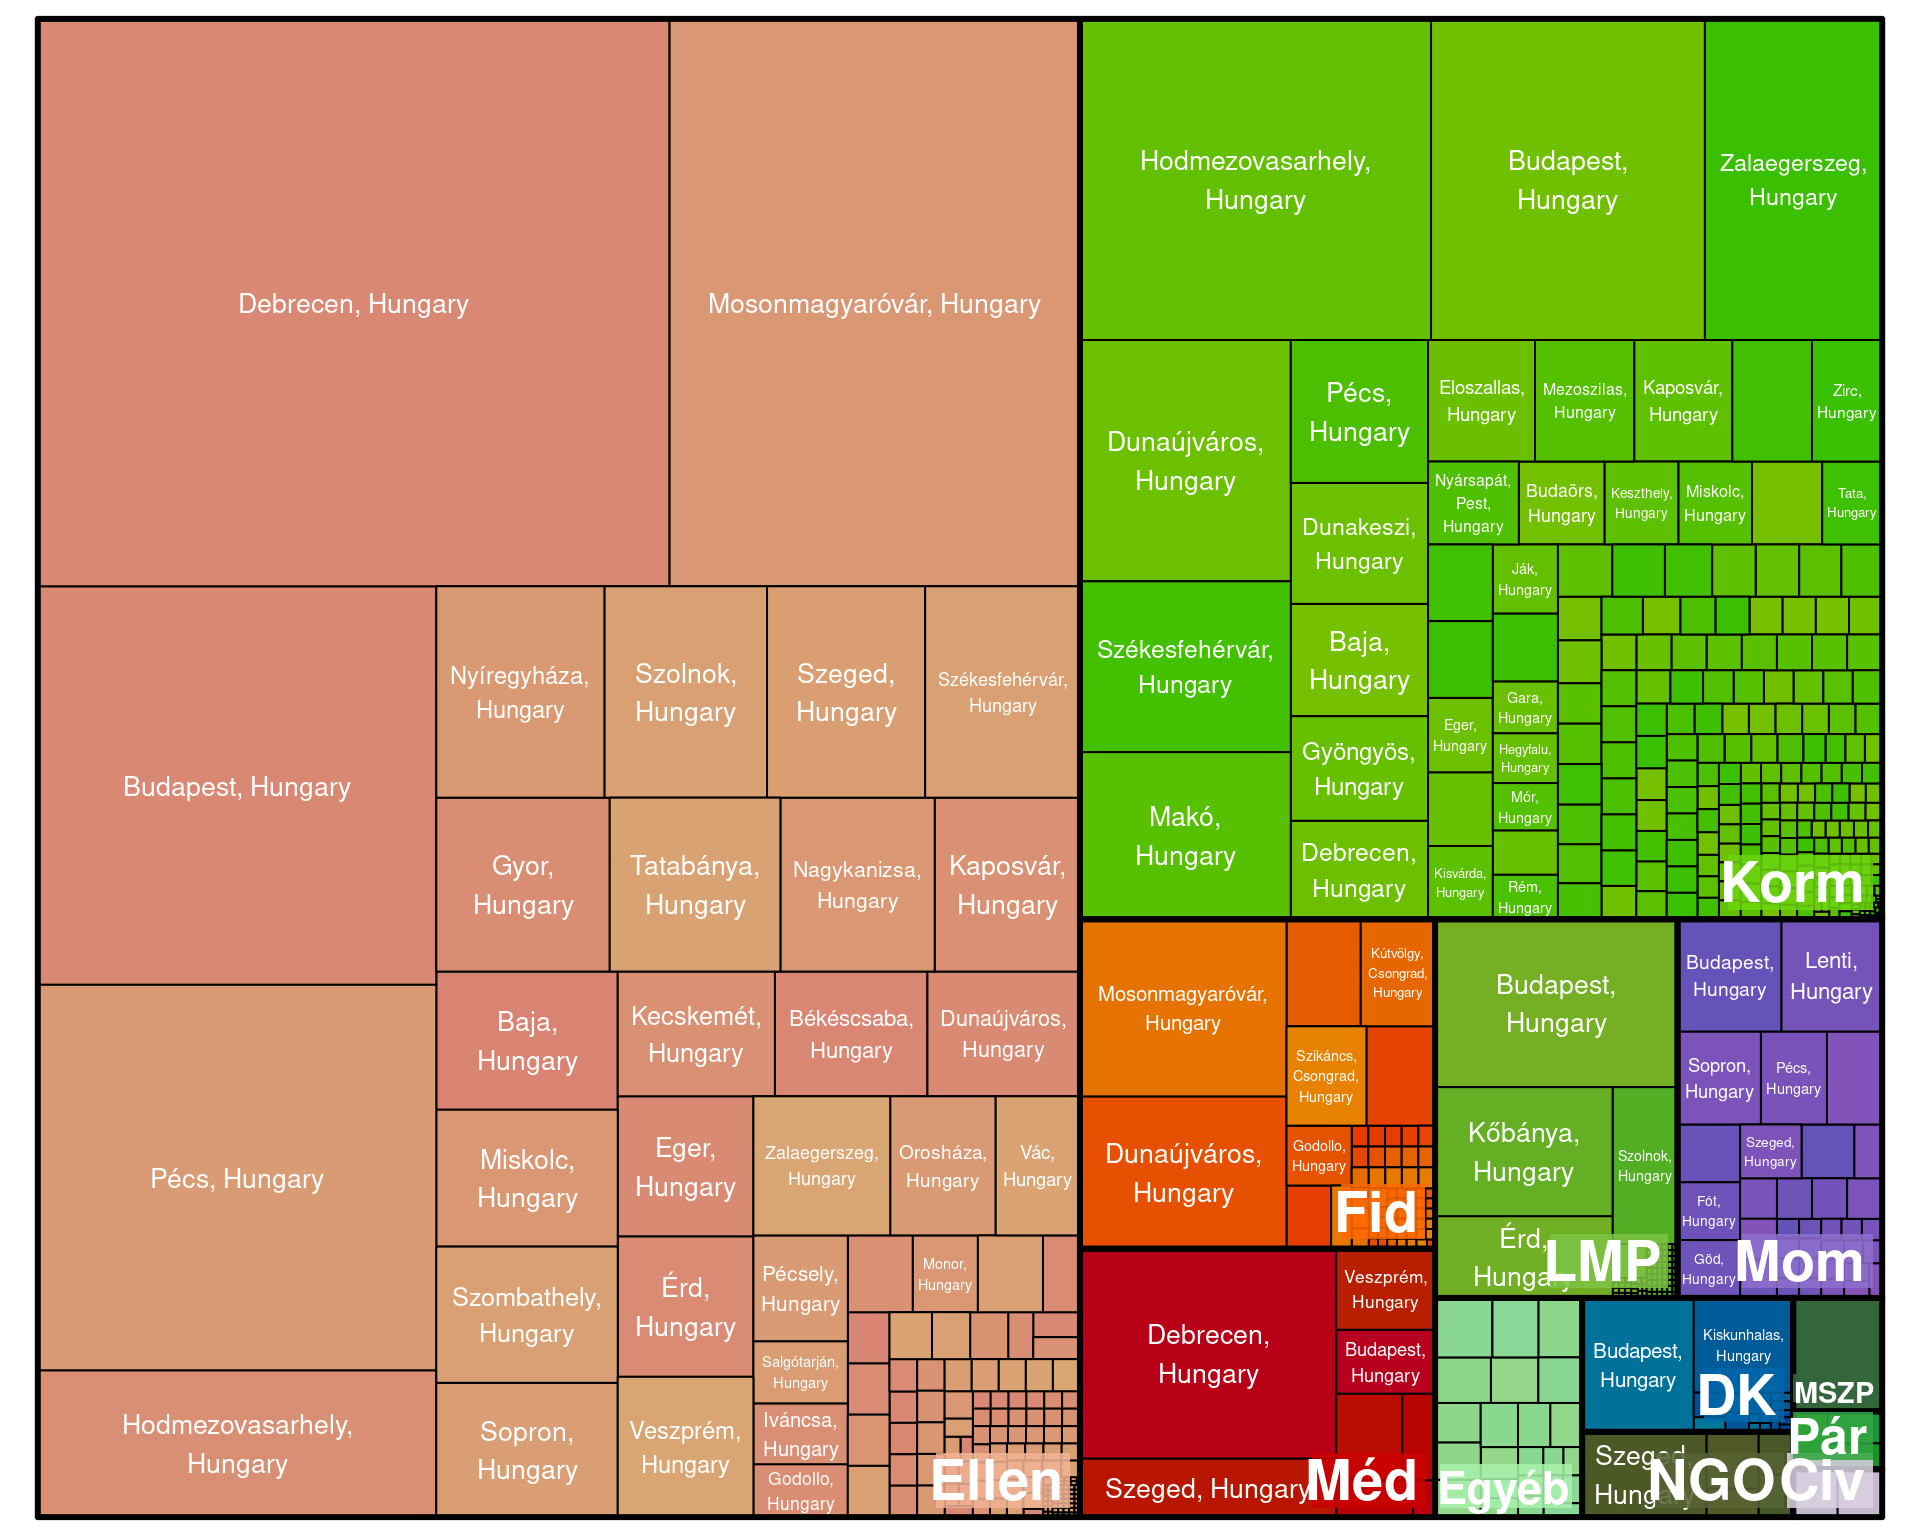 Debrecen, Hungary
Mosonmagyaróvár, Hungary
Budapest, Hungary
Pécs, Hungary
Hodmezovasarhely,
Hungary
Nyíregyháza,
Hungary
Szolnok,
Hungary
Szeged,
Hungary
Székesfehérvár,
Hungary
Gyor,
Hungary
Tatabánya,
Hungary
Nagykanizsa,
Hungary
Kaposvár,
Hungary
Baja,
Hungary
Kecskemét,
Hungary
Békéscsaba,
Hungary
Dunaújváros,
Hungary
Miskolc,
Hungary
Szombathely,
Hungary
Sopron,
Hungary
Eger,
Hungary
Érd,
Hungary
Veszprém,
Hungary
Zalaegerszeg,
Hungary
Orosháza,
Hungary
Vác,
Hungary
Pécsely,
Hungary
Monor,
Hungary
Salgótarján,
Hungary
Iváncsa,
Hungary
Godollo,
Hungary
Ellen
Hodmezovasarhely,
Hungary
Budapest,
Hungary
Zalaegerszeg,
Hungary
Dunaújváros,
Hungary
Székesfehérvár,
Hungary
Makó,
Hungary
Pécs,
Hungary
Dunakeszi,
Hungary
Baja,
Hungary
Gyöngyös,
Hungary
Debrecen,
Hungary
Eloszallas,
Hungary
Mezoszilas,
Hungary
Kaposvár,
Hungary
Zirc,
Hungary
Nyársapát,
Pest,
Hungary
Budaörs,
Hungary
Keszthely,
Hungary
Miskolc,
Hungary
Tata,
Hungary
Ják,
Hungary
Gara,
Hungary
Eger,
Hungary
Hegyfalu,
Hungary
Mór,
Hungary
Kisvárda,
Hungary
Rém,
Hungary
Korm
Mosonmagyaróvár,
Hungary
Dunaújváros,
Hungary
Kútvölgy,
Csongrad,
Hungary
Szikáncs,
Csongrad,
Hungary
Godollo,
Hungary
Fid
Budapest,
Hungary
Kőbánya,
Hungary
Szolnok,
Hungary
Érd,
Hungary
LMP
Budapest,
Hungary
Lenti,
Hungary
Sopron,
Hungary
Pécs,
Hungary
Szeged,
Hungary
Fót,
Hungary
Göd,
Hungary
Mom
Debrecen,
Hungary
Veszprém,
Hungary
Budapest,
Hungary
Szeged, Hungary
Méd
Egyéb
Budapest,
Hungary
Kiskunhalas,
Hungary
DK
MSZP
Pár
Szeged,
Hungary
NGO
Civ